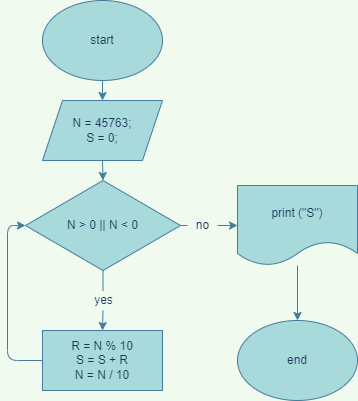 start
N = 45763;
S = 0;
N > 0 || N < 0
no
print ("S")
yes
R = N % 10
S = S + R
N = N / 10
end